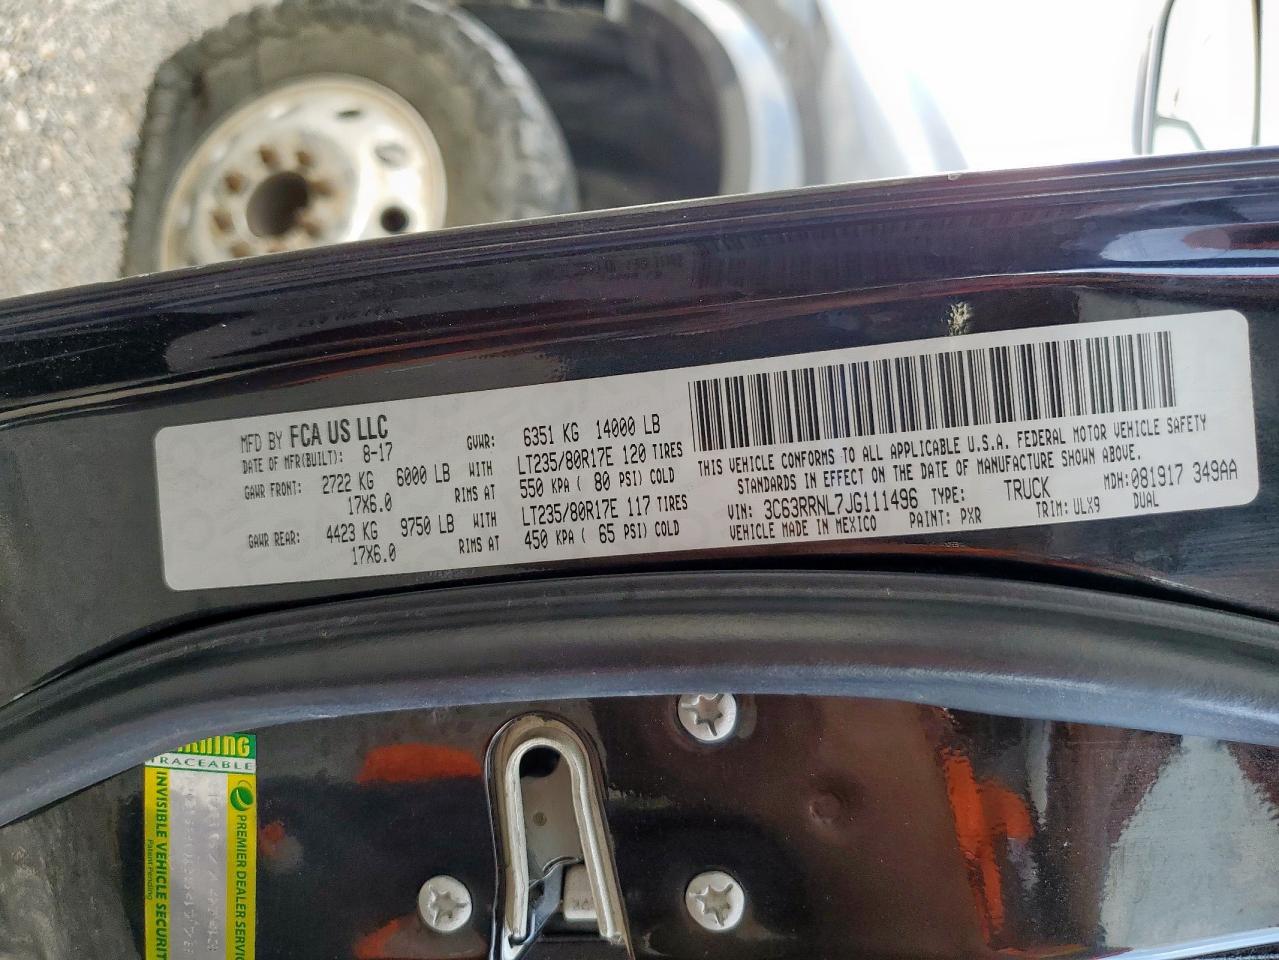 MFD BY FCA US LLC
DATE OF MFR(BUILT): 8-17
GVWR: 6351 KG 14000 LB
GAWR FRONT: 2722 KG 6000 LB WITH LT235/80R17E 120 TIRES
17X6.0 RIMS AT 550 KPA ( 80 PSI) COLD
GAWR REAR: 4423 KG 9750 LB WITH LT235/80R17E 117 TIRES
17X6.0 RIMS AT 450 KPA ( 65 PSI) COLD
THIS VEHICLE CONFORMS TO ALL APPLICABLE U.S.A. FEDERAL MOTOR VEHICLE SAFETY
STANDARDS IN EFFECT ON THE DATE OF MANUFACTURE SHOWN ABOVE.
VIN: 3C63RRNL7JG111496 TYPE: TRUCK MDH:081917 349AA
VEHICLE MADE IN MEXICO PAINT: PXR TRIM:ULX9 DUAL
TRACEABLE
INVISIBLE VEHICLE SECURIT
Patent Pending
PREMIER DEALER SERVIC